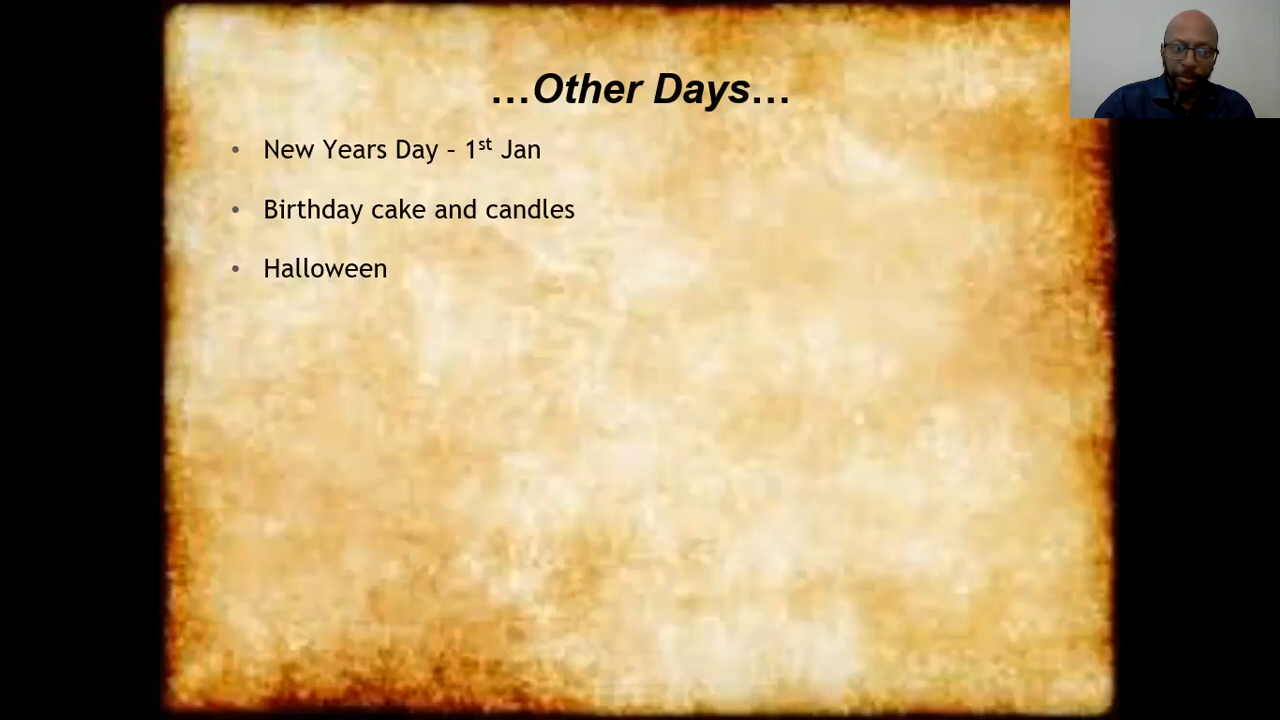 …Other Days…
• New Years Day – 1st Jan
• Birthday cake and candles
• Halloween